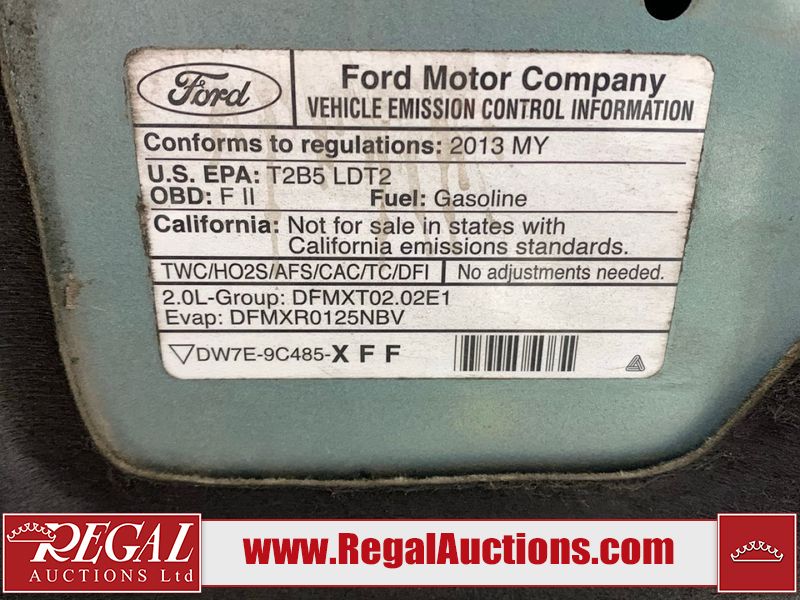 Ford
Ford Motor Company
VEHICLE EMISSION CONTROL INFORMATION
Conforms to regulations: 2013 MY
U.S. EPA: T2B5 LDT2
OBD: F II Fuel: Gasoline
California: Not for sale in states with
California emissions standards.
TWC/HO2S/AFS/CAC/TC/DFI No adjustments needed.
2.0L-Group: DFMXT02.02E1
Evap: DFMXR0125NBV
DW7E-9C485-X F F
REGAL
AUCTIONS Ltd
www.RegalAuctions.com